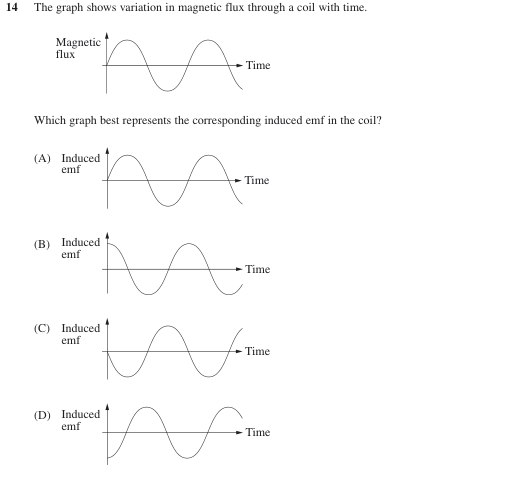 14 The graph shows variation in magnetic flux through a coil with time.
Magnetic
flux
Time
Which graph best represents the corresponding induced emf in the coil?
(A) Induced
emf
Time
(B) Induced
emf
Time
(C) Induced
emf
Time
(D) Induced
emf
Time